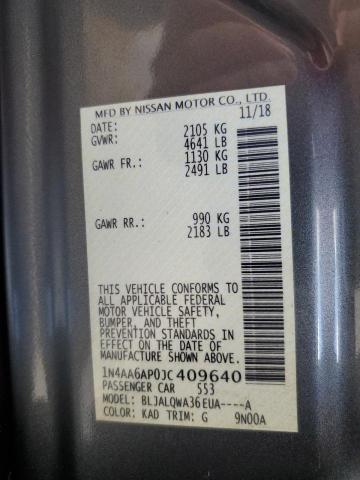 MFD BY NISSAN MOTOR CO., LTD.
11/18
DATE: 2105 KG
GVWR: 4641 LB
GAWR FR.: 1130 KG
2491 LB
GAWR RR.: 990 KG
2183 LB
THIS VEHICLE CONFORMS TO
ALL APPLICABLE FEDERAL
MOTOR VEHICLE SAFETY,
BUMPER, AND THEFT
PREVENTION STANDARDS IN
EFFECT ON THE DATE OF
MANUFACTURE SHOWN ABOVE.
1N4AA6AP0JC409640
PASSENGER CAR 553
MODEL: BLJALQWA36EUA----A
COLOR: KAD TRIM: G 9N00A